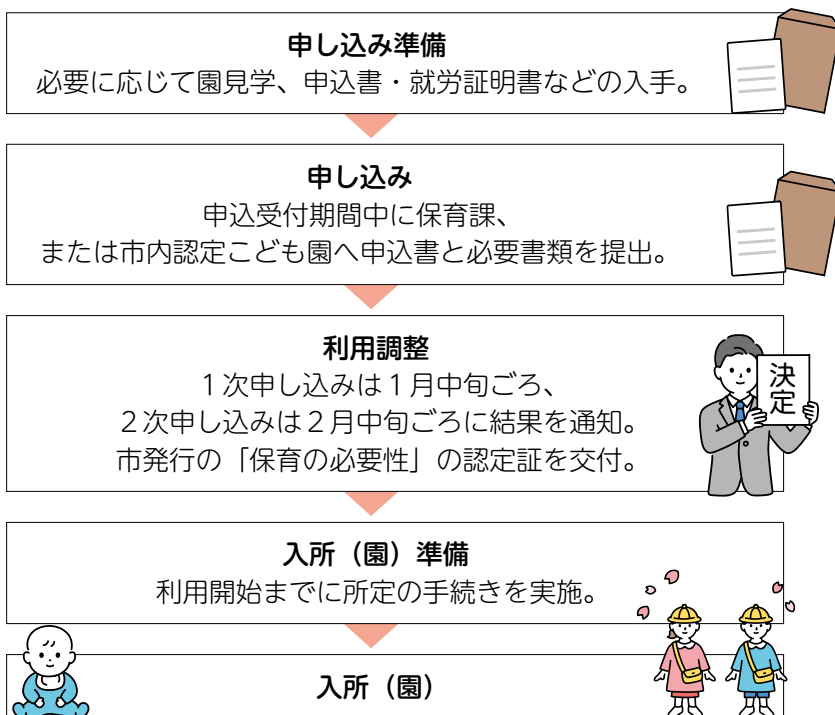 申し込み準備
必要に応じて園見学、申込書・就労証明書などの入手。
申し込み
申込受付期間中に保育課、
または市内認定こども園へ申込書と必要書類を提出。
利用調整
１次申し込みは１月中旬ごろ、
２次申し込みは２月中旬ごろに結果を通知。
市発行の「保育の必要性」の認定証を交付。
決定
入所（園）準備
利用開始までに所定の手続きを実施。
入所（園）